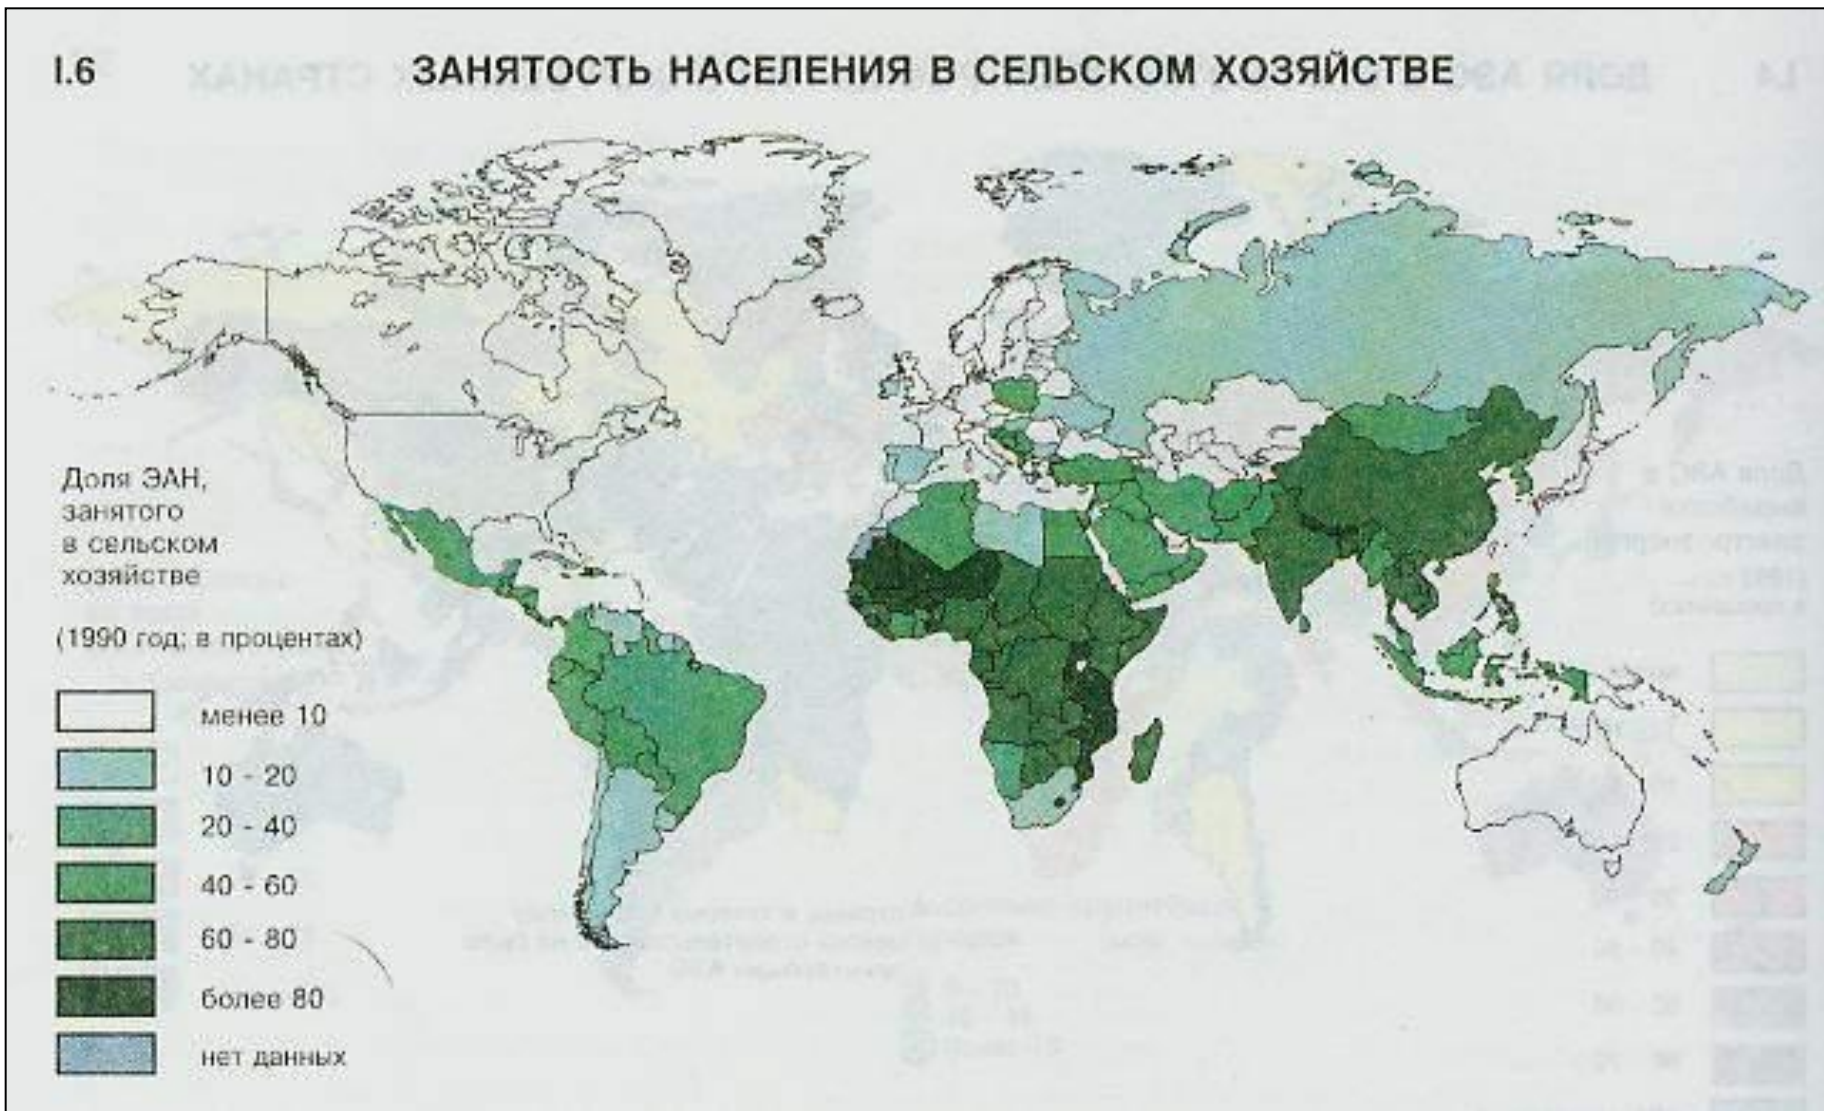 I.6 ЗАНЯТОСТЬ НАСЕЛЕНИЯ В СЕЛЬСКОМ ХОЗЯЙСТВЕ
Доля ЭАН,
занятого
в сельском
хозяйстве
(1990 год; в процентах)
менее 10
10 - 20
20 - 40
40 - 60
60 - 80
более 80
нет данных